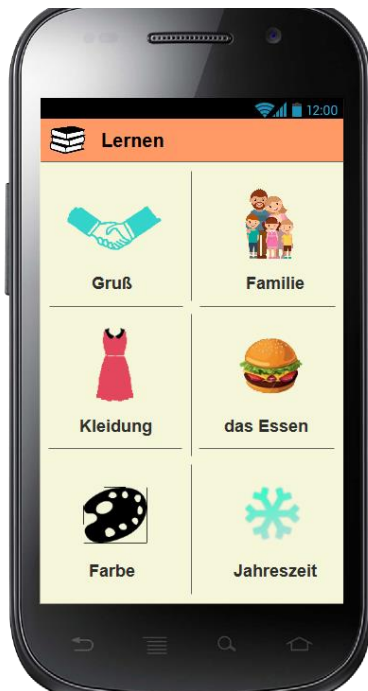 12:00
Lernen
Gruß Familie
Kleidung das Essen
Farbe Jahreszeit